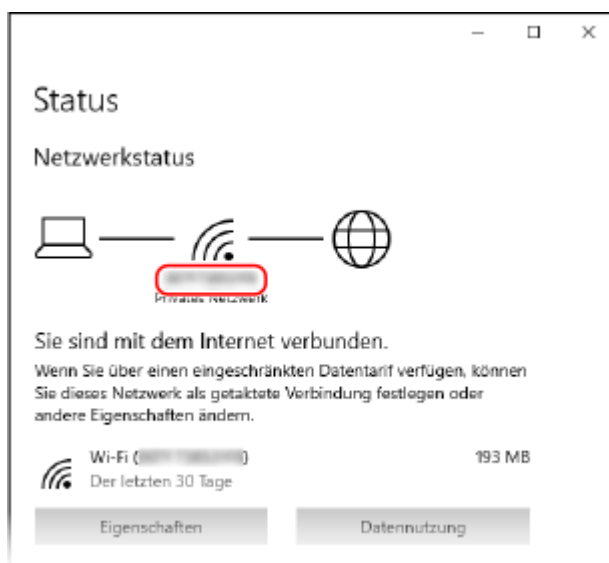 Status
Netzwerkstatus
Privates Netzwerk
Sie sind mit dem Internet verbunden.
Wenn Sie über einen eingeschränkten Datentarif verfügen, können
Sie dieses Netzwerk als getaktete Verbindung festlegen oder
andere Eigenschaften ändern.
Wi-Fi ( ) 193 MB
Der letzten 30 Tage
Eigenschaften Datennutzung